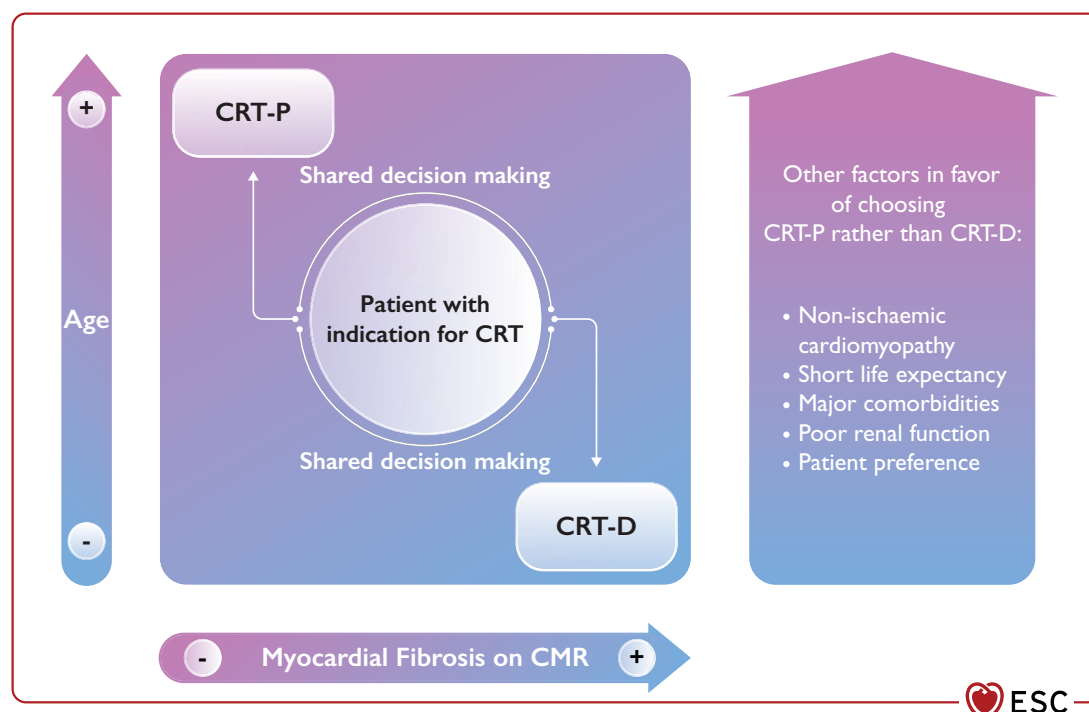 +
CRT-P
Shared decision making
Age
Patient with
indication for CRT
Shared decision making
CRT-D
-
- Myocardial Fibrosis on CMR +
Other factors in favor
of choosing
CRT-P rather than CRT-D:
• Non-ischaemic
cardiomyopathy
• Short life expectancy
• Major comorbidities
• Poor renal function
• Patient preference
ESC